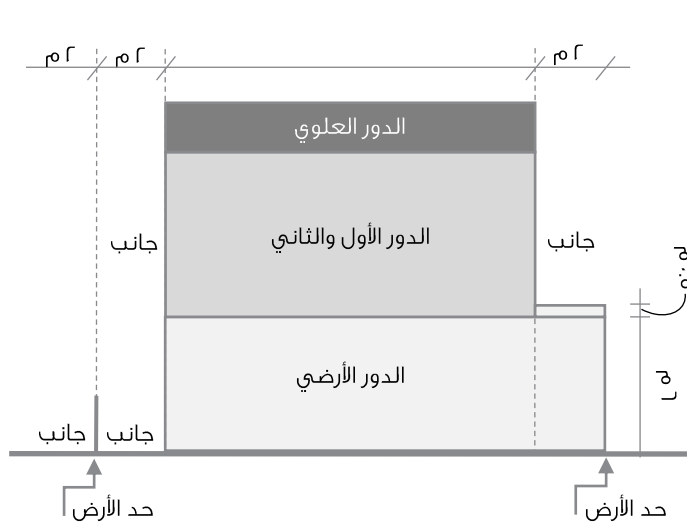 ٢ م
٢ م
٢ م
الدور العلوي
جانب
الدور الأول والثاني
جانب
الدور الأرضي
جانب
جانب
حد الأرض
حد الأرض